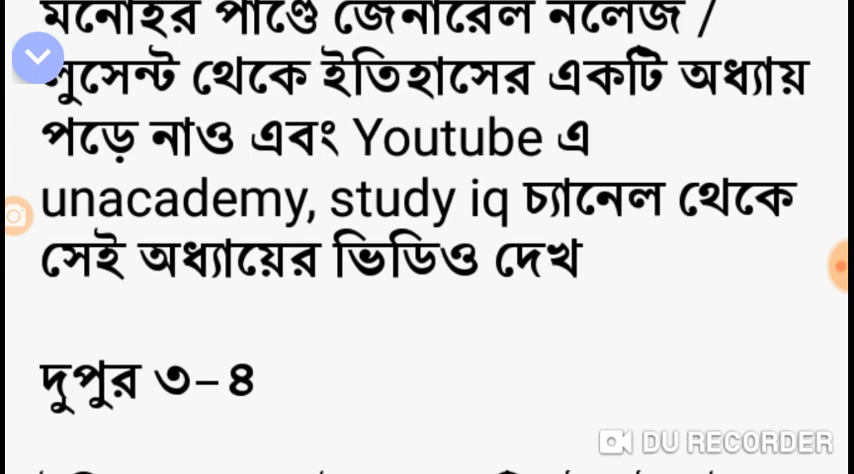 মনোহর পাণ্ডে জেনারেল নলেজ /
লুসেন্ট থেকে ইতিহাসের একটি অধ্যায়
পড়ে নাও এবং Youtube এ
unacademy, study iq চ্যানেল থেকে
সেই অধ্যায়ের ভিডিও দেখ
দুপুর ৩–৪
DU RECORDER